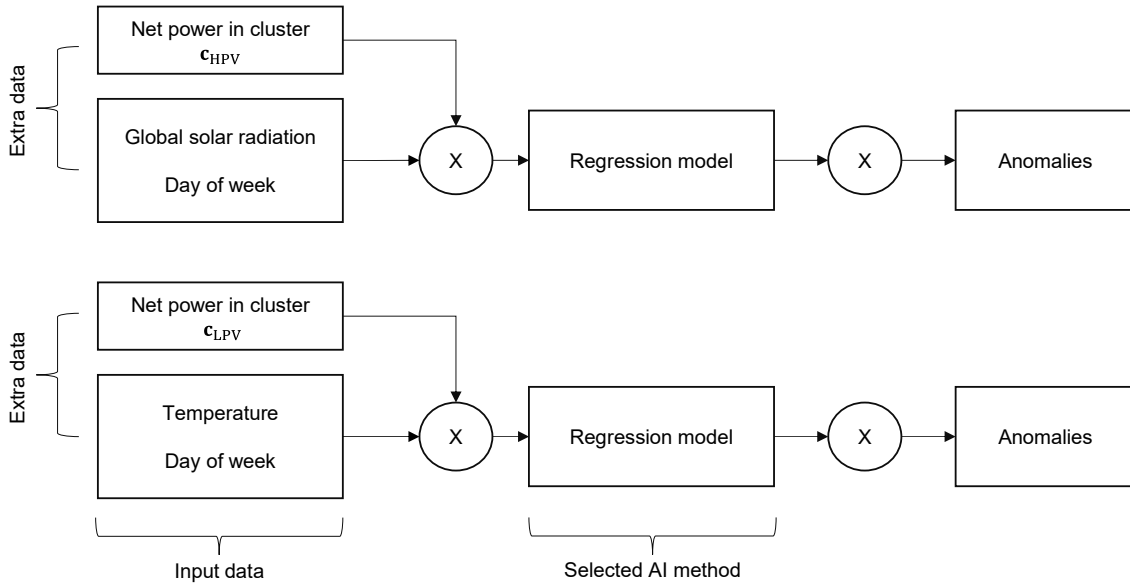 Extra data
Net power in cluster
c_HPV
Global solar radiation
Day of week
X
Regression model
X
Anomalies
Extra data
Net power in cluster
c_LPV
Temperature
Day of week
X
Regression model
X
Anomalies
Input data
Selected AI method